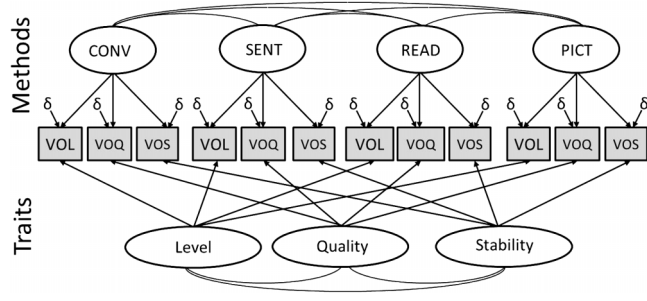 Methods
CONV SENT READ PICT
δ δ δ δ δ δ δ δ δ δ δ δ
VOL VOQ VOS VOL VOQ VOS VOL VOQ VOS VOL VOQ VOS
Traits
Level Quality Stability